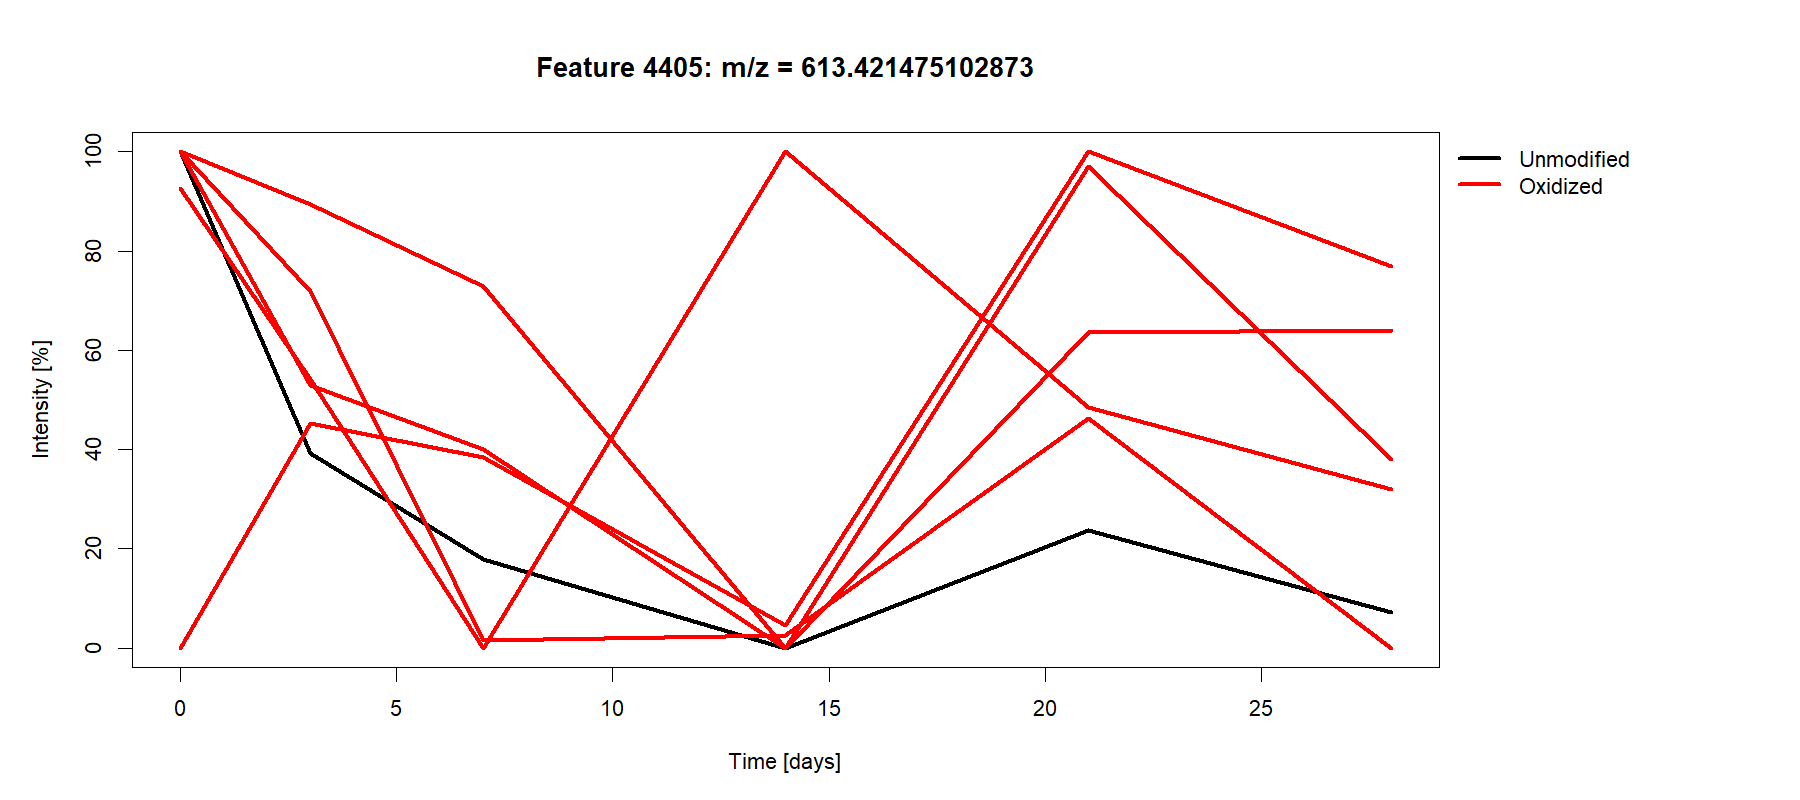 Feature 4405: m/z = 613.421475102873
Unmodified
Oxidized
100
80
60
40
20
0
Intensity [%]
0 5 10 15 20 25
Time [days]